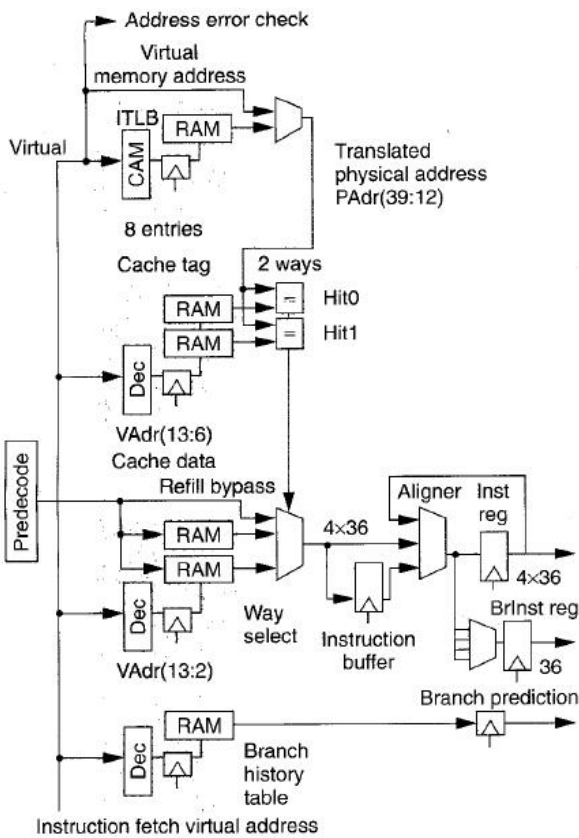 Address error check
Virtual
memory address
ITLB
RAM
Virtual
CAM
Translated
physical address
PAdr(39:12)
8 entries
Cache tag
2 ways
RAM
=
Hit0
RAM
=
Hit1
Dec
VAdr(13:6)
Cache data
Predecode
Refill bypass
Aligner
Inst
reg
4×36
RAM
RAM
4×36
Dec
Way
select
Instruction
buffer
BrInst reg
36
VAdr(13:2)
Branch prediction
RAM
Dec
Branch
history
table
Instruction fetch virtual address